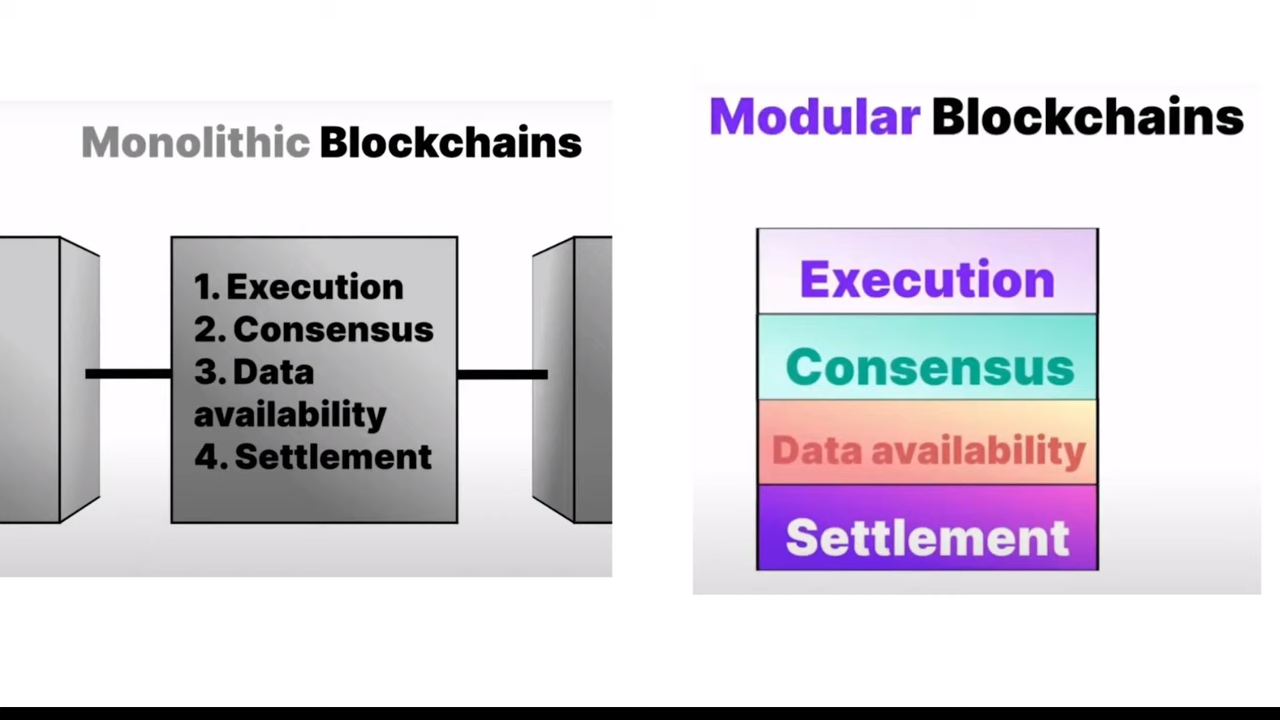 Monolithic Blockchains
1. Execution
2. Consensus
3. Data
availability
4. Settlement
Modular Blockchains
Execution
Consensus
Data availability
Settlement